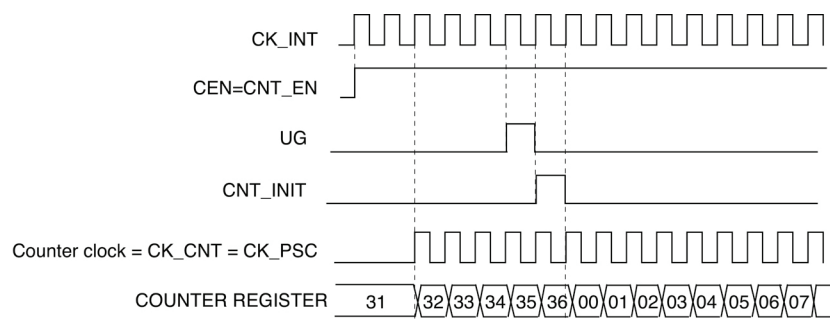 CK_INT
CEN=CNT_EN
UG
CNT_INIT
Counter clock = CK_CNT = CK_PSC
COUNTER REGISTER 31 32 33 34 35 36 00 01 02 03 04 05 06 07